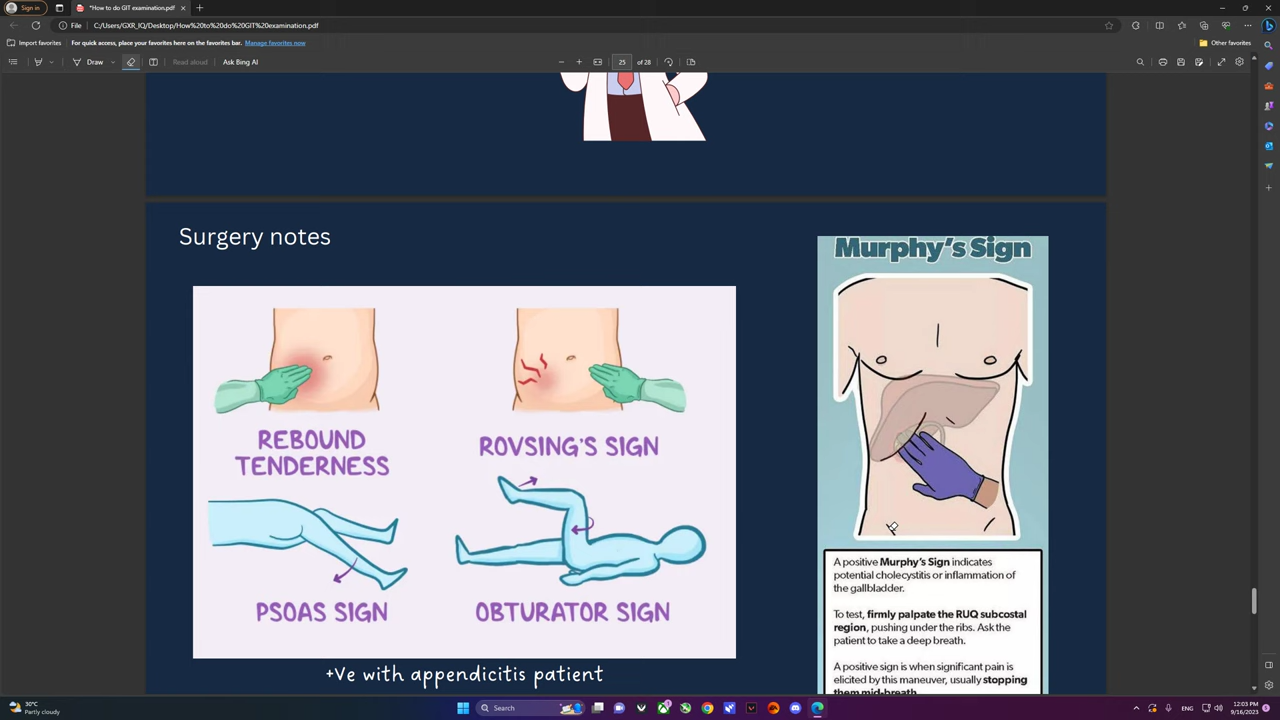 Sign in
*How to do GIT examination.pdf
File
C:/Users/GXR_IQ/Desktop/How%20to%20do%20GIT%20examination.pdf
Import favorites
For quick access, place your favorites here on the favorites bar. Manage favorites now
Other favorites
Draw
Read aloud
Ask Bing AI
25 of 28
Surgery notes
REBOUND
TENDERNESS
ROVSING'S SIGN
PSOAS SIGN
OBTURATOR SIGN
+Ve with appendicitis patient
Murphy's Sign
A positive Murphy's Sign indicates
potential cholecystitis or inflammation of
the gallbladder.
To test, firmly palpate the RUQ subcostal
region, pushing under the ribs. Ask the
patient to take a deep breath.
A positive sign is when significant pain is
elicited by this maneuver, usually stopping
them mid-breath.
30°C
Partly cloudy
Search
ENG
12:03 PM
9/16/2023